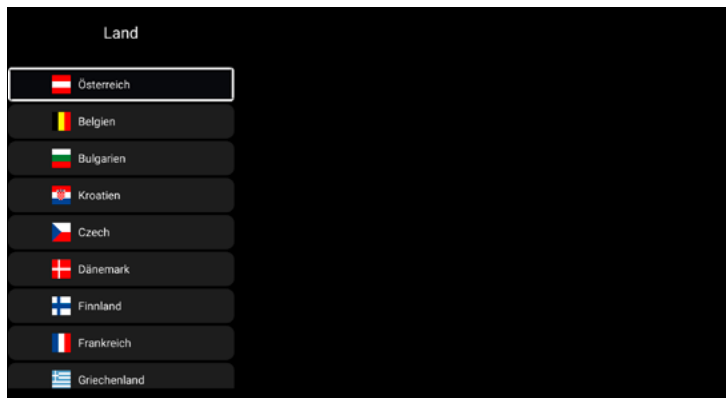 Land
Österreich
Belgien
Bulgarien
Kroatien
Czech
Dänemark
Finnland
Frankreich
Griechenland